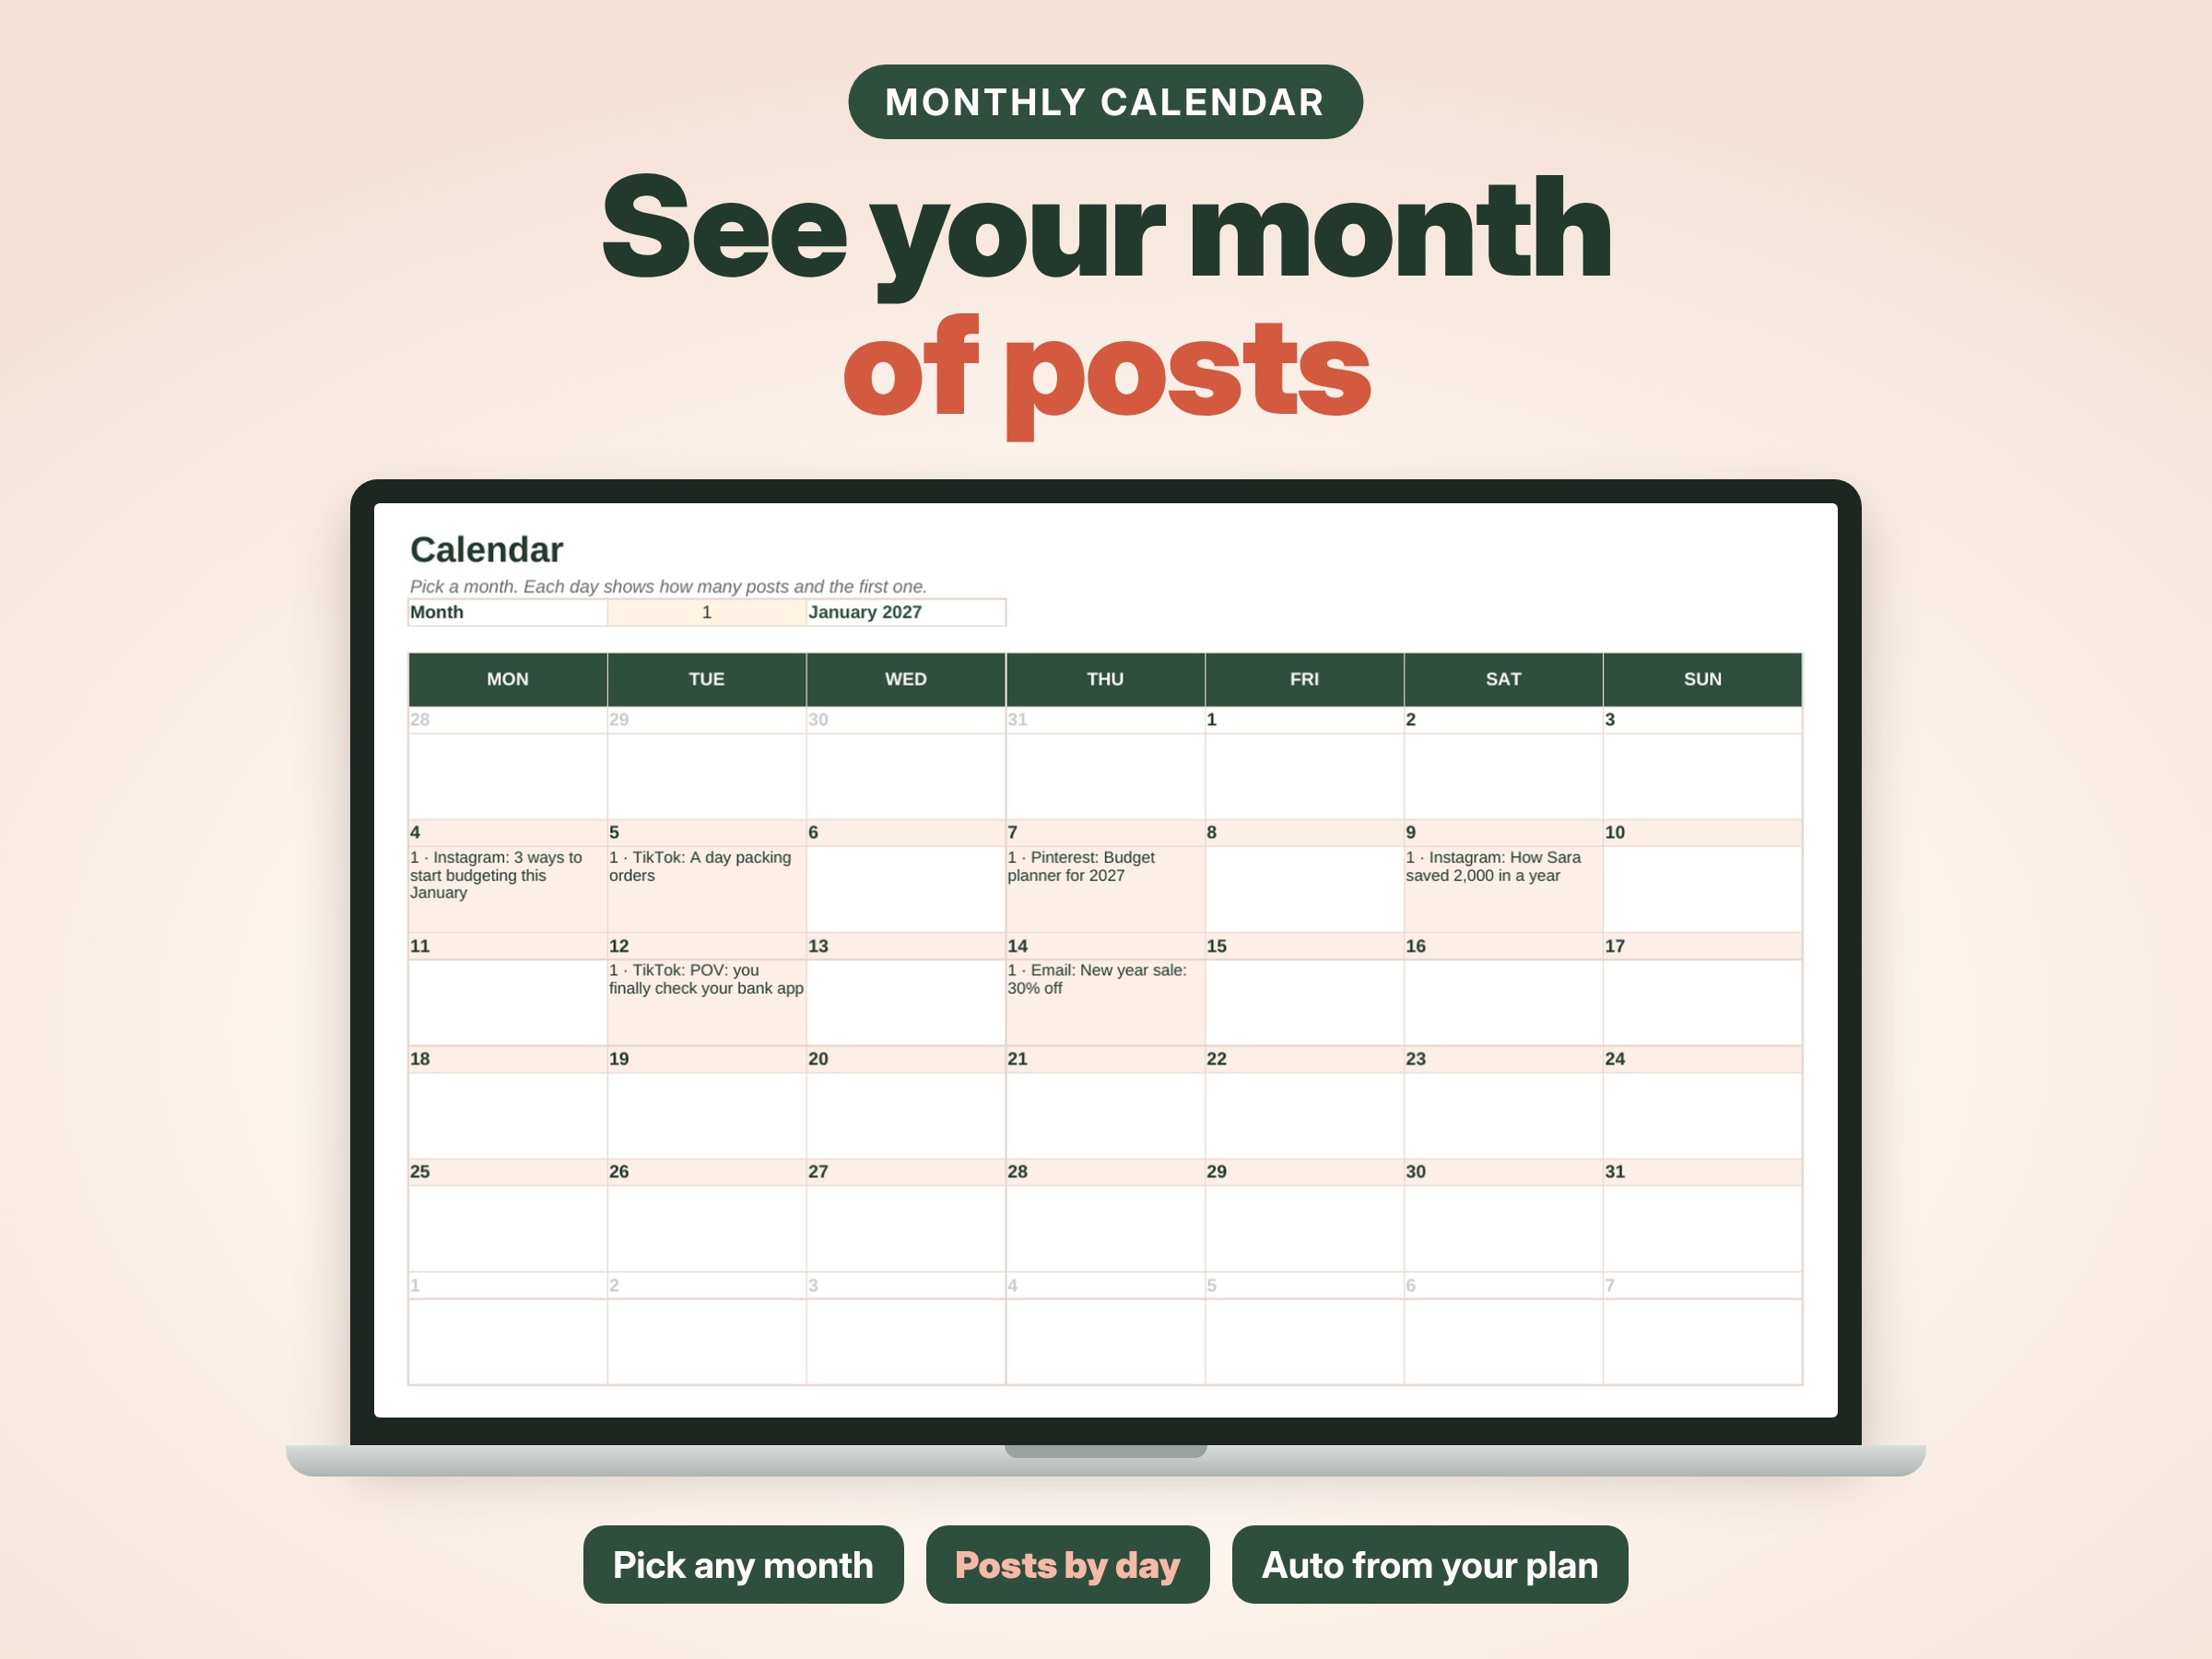 MONTHLY CALENDAR
See your month
of posts
Calendar
Pick a month. Each day shows how many posts and the first one.
Month 1 January 2027
MON TUE WED THU FRI SAT SUN
28 29 30 31 1 2 3
4 5 6 7 8 9 10
1 · Instagram: 3 ways to
start budgeting this
January
1 · TikTok: A day packing
orders
1 · Pinterest: Budget
planner for 2027
1 · Instagram: How Sara
saved 2,000 in a year
11 12 13 14 15 16 17
1 · TikTok: POV: you
finally check your bank app
1 · Email: New year sale:
30% off
18 19 20 21 22 23 24
25 26 27 28 29 30 31
1 2 3 4 5 6 7
Pick any month
Posts by day
Auto from your plan